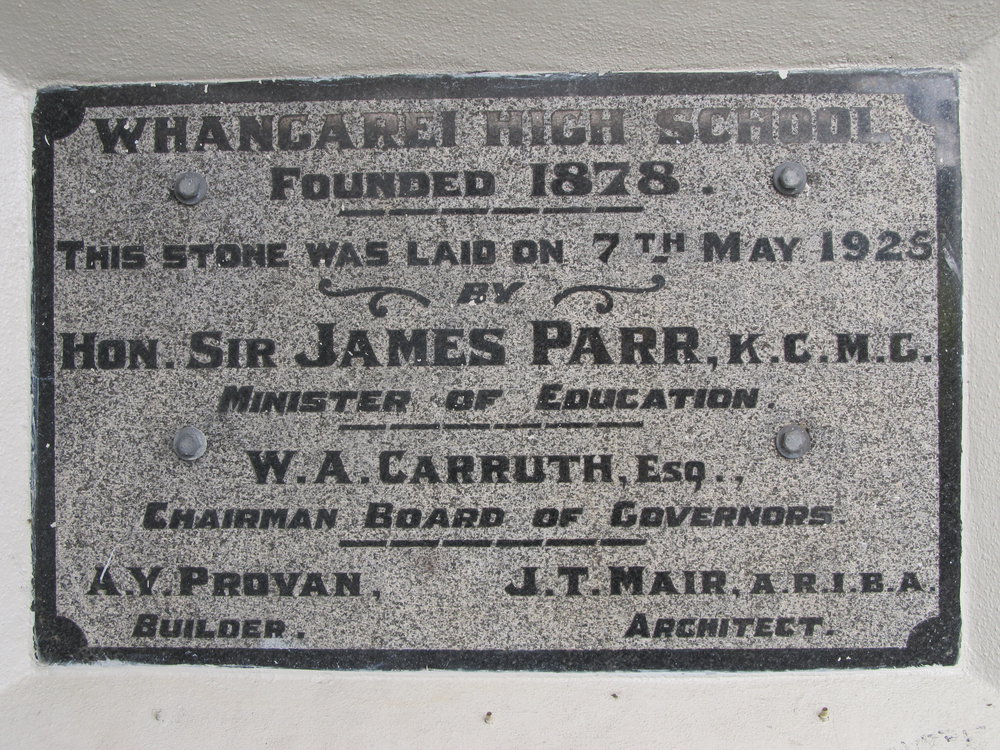 WHANGAREI HIGH SCHOOL
FOUNDED 1878.
THIS STONE WAS LAID ON 7TH MAY 1925
BY
HON. SIR JAMES PARR, K.C.M.G.
MINISTER OF EDUCATION.
W.A. CARRUTH, ESQ.,
CHAIRMAN BOARD OF GOVERNORS.
A.Y. PROVAN, J.T. MAIR, A.R.I.B.A.
BUILDER. ARCHITECT.